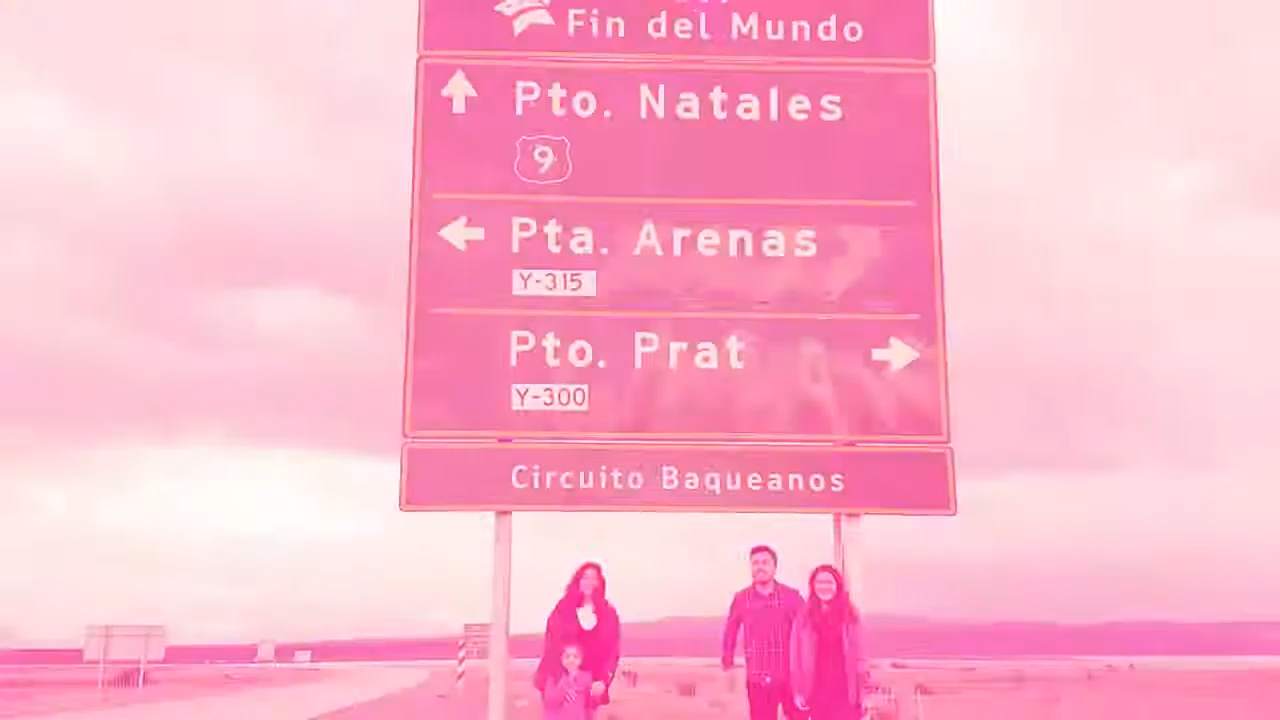 Fin del Mundo
Pto. Natales
9
Pta. Arenas
Y-315
Pto. Prat
Y-300
Circuito Baqueanos